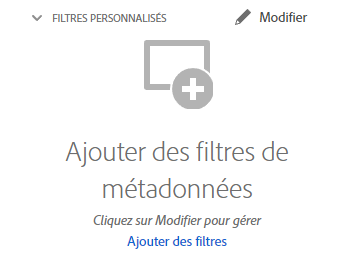 FILTRES PERSONNALISÉS Modifier
Ajouter des filtres de
métadonnées
Cliquez sur Modifier pour gérer
Ajouter des filtres